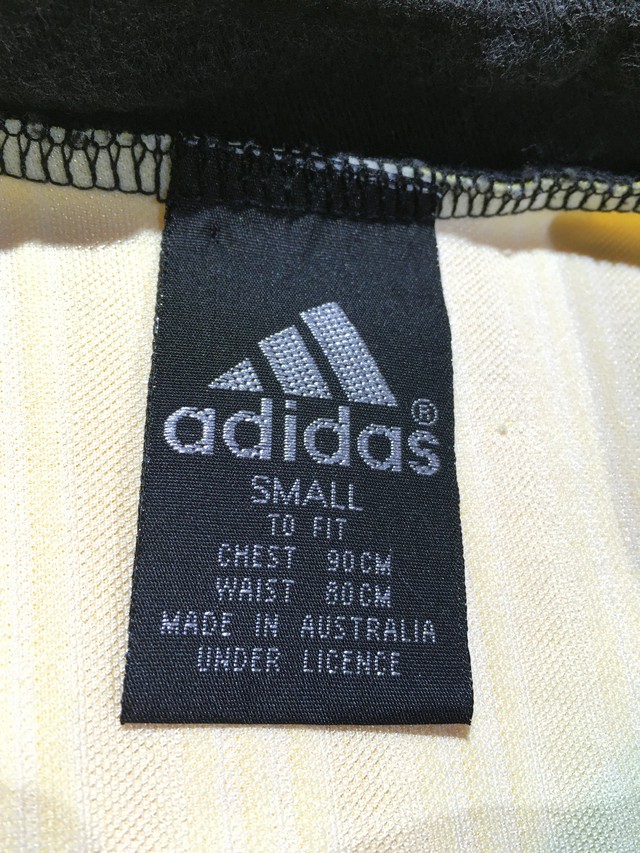 adidas®
SMALL
TO FIT
CHEST 90CM
WAIST 80CM
MADE IN AUSTRALIA
UNDER LICENCE